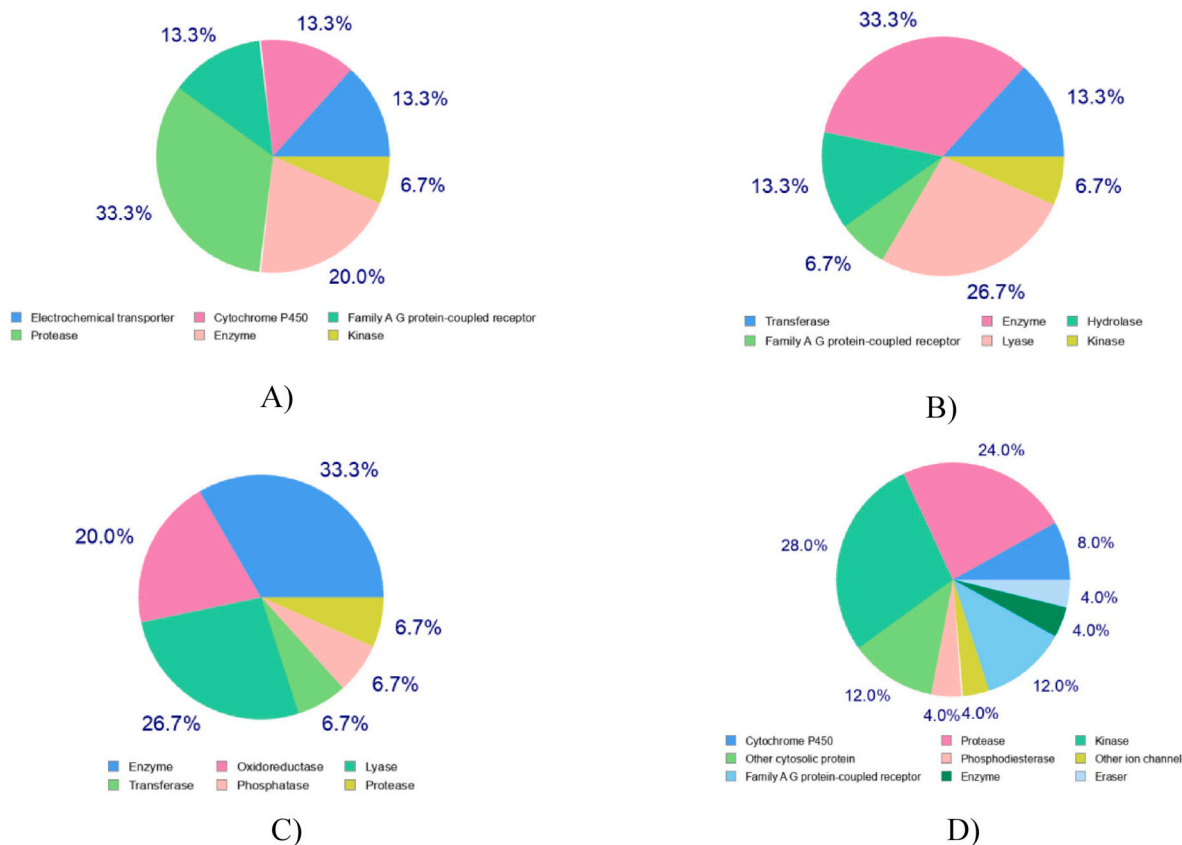 13.3%
13.3%
13.3%
33.3%
6.7%
20.0%
Electrochemical transporter Cytochrome P450 Family A G protein-coupled receptor
Protease Enzyme Kinase
A)
33.3%
13.3%
13.3%
6.7%
6.7%
26.7%
Transferase Enzyme Hydrolase
Family A G protein-coupled receptor Lyase Kinase
B)
33.3%
20.0%
6.7%
6.7%
26.7%
6.7%
Enzyme Oxidoreductase Lyase
Transferase Phosphatase Protease
C)
24.0%
8.0%
28.0%
4.0%
4.0%
12.0%
12.0%
4.0%
4.0%
Cytochrome P450 Protease Kinase
Other cytosolic protein Phosphodiesterase Other ion channel
Family A G protein-coupled receptor Enzyme Eraser
D)